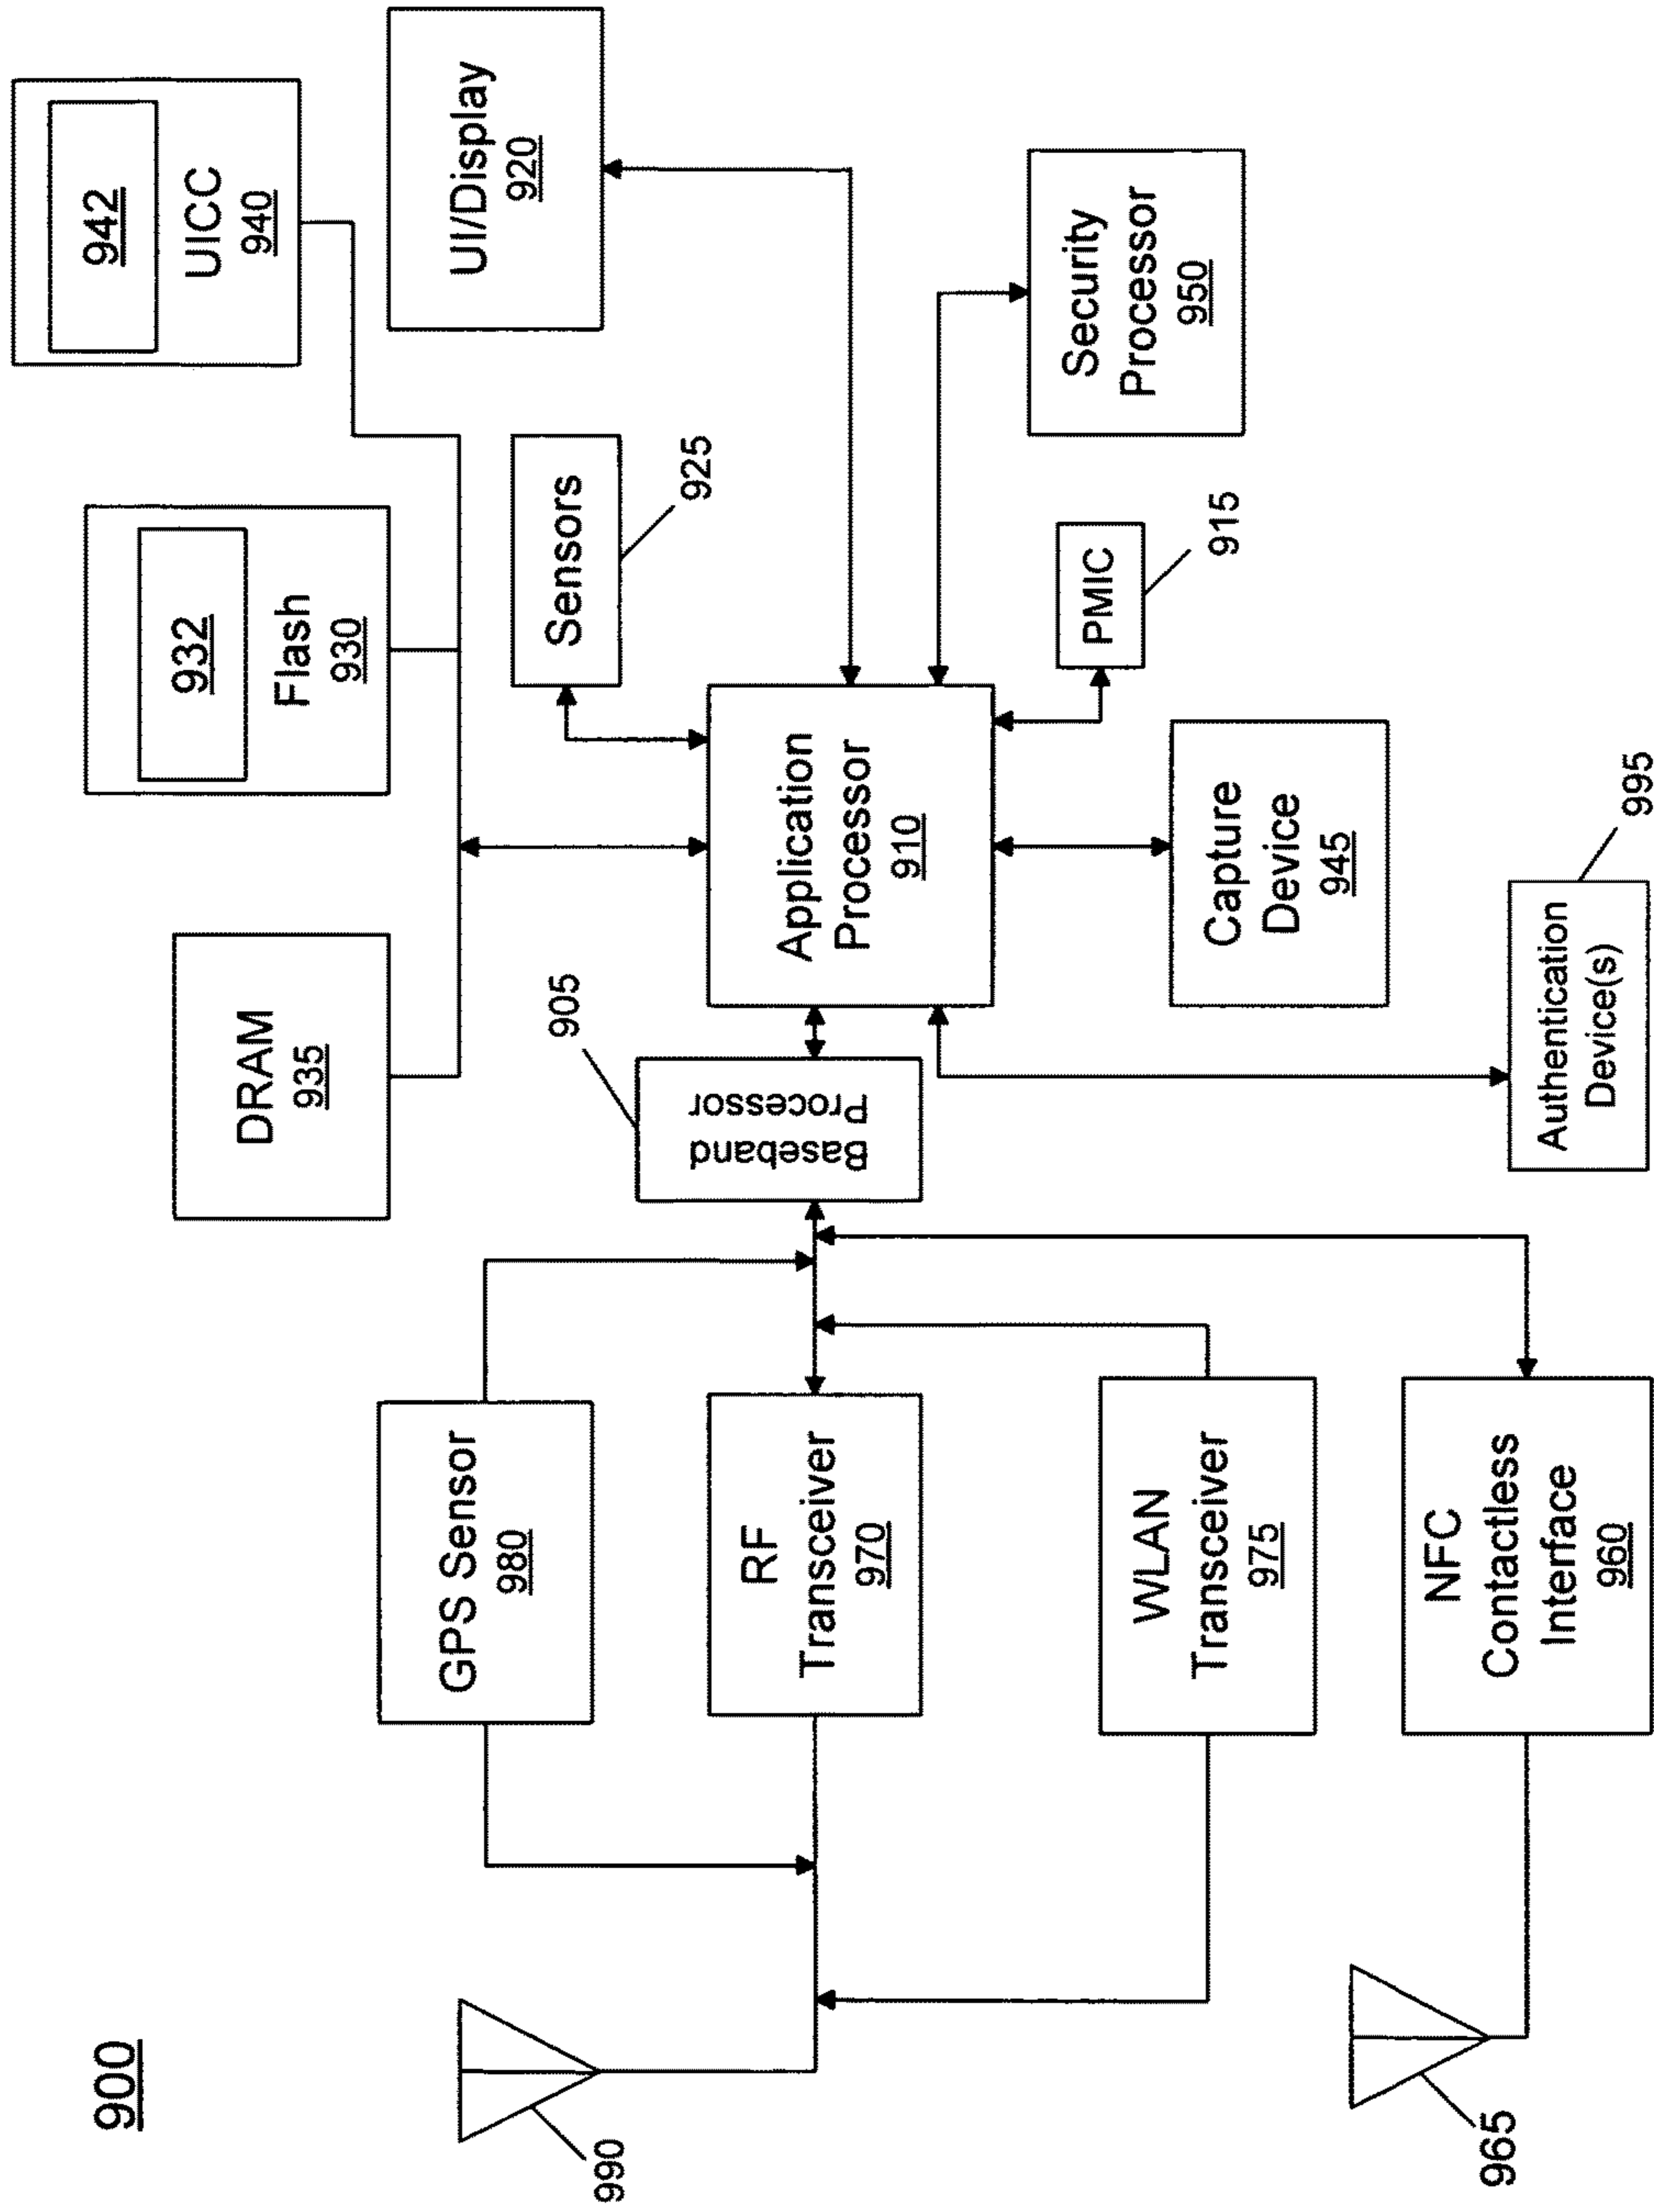 900
942
UICC
940
932
Flash
930
DRAM
935
UI/Display
920
Sensors
925
905
Baseband
Processor
Application
Processor
910
Security
Processor
950
PMIC
915
Capture
Device
945
Authentication
Device(s)
995
GPS Sensor
980
RF
Transceiver
970
WLAN
Transceiver
975
NFC
Contactless
Interface
960
990
965